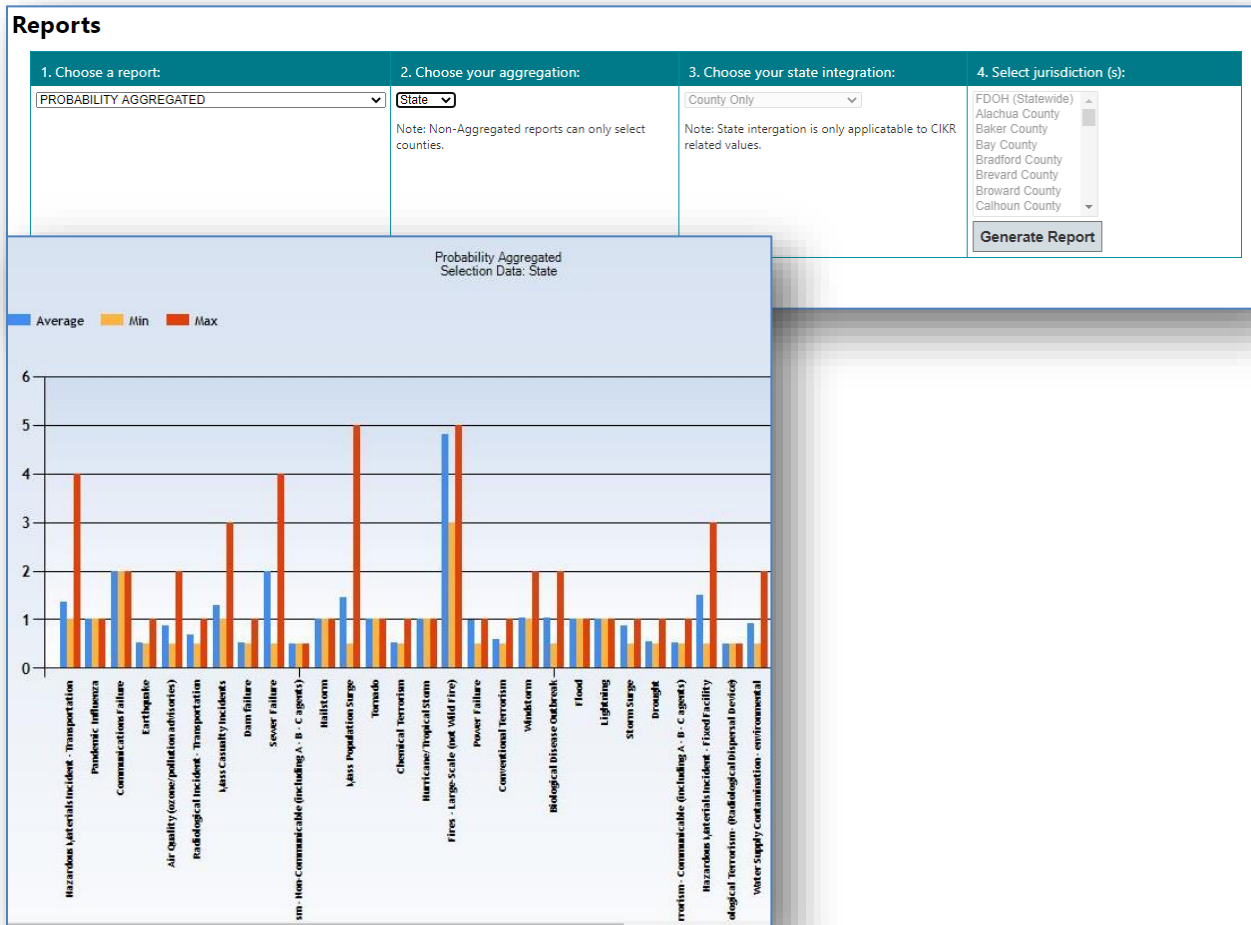 Reports
1. Choose a report:
2. Choose your aggregation:
3. Choose your state integration:
4. Select jurisdiction (s):
PROBABILITY AGGREGATED
State
Note: Non-Aggregated reports can only select
counties.
County Only
Note: State intergation is only applicatable to CIKR
related values.
FDOH (Statewide)
Alachua County
Baker County
Bay County
Bradford County
Brevard County
Broward County
Calhoun County
Generate Report
Probability Aggregated
Selection Data: State
Average
Min
Max
6
5
4
3
2
1
0
Hazardous Materials Incident - Transportation
Pandemic Influenza
Communications Failure
Earthquake
Air Quality (ozone/pollution advisories)
Radiological Incident - Transportation
Mass Casualty Incidents
Dam failure
Sewer Failure
sm - Non-Communicable (including A - B - C agents)
Hailstorm
Mass Population Surge
Tornado
Chemical Terrorism
Hurricane/Tropical Storm
Fires - Large-Scale (not Wild Fire)
Power Failure
Conventional Terrorism
Windstorm
Biological Disease Outbreak
Flood
Lightning
Storm Surge
Drought
rrorism - Communicable (including A - B - C agents)
Hazardous Materials Incident - Fixed Facility
ological Terrorism- (Radiological Dispersal Device)
Water Supply Contamination - environmental